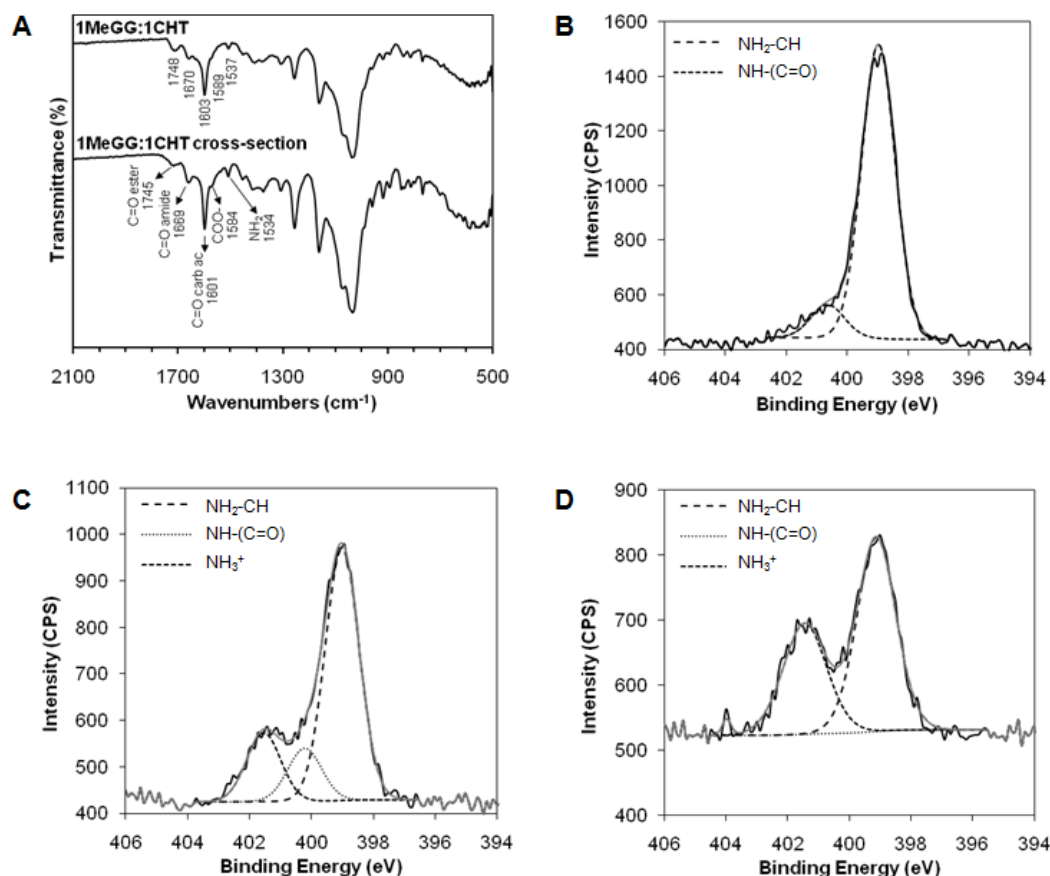 A
1MeGG:1CHT
1748
1670
1603
1589
1537
1MeGG:1CHT cross-section
C=O ester
1745
C=O amide
1669
C=O carb ac
1601
COO-
1584
NH₂
1534
Transmittance (%)
2100 1700 1300 900 500
Wavenumbers (cm⁻¹)
B
NH₂-CH
NH-(C=O)
Intensity (CPS)
1600
1400
1200
1000
800
600
400
406 404 402 400 398 396 394
Binding Energy (eV)
C
NH₂-CH
NH-(C=O)
NH₃⁺
Intensity (CPS)
1100
1000
900
800
700
600
500
400
406 404 402 400 398 396 394
Binding Energy (eV)
D
NH₂-CH
NH-(C=O)
NH₃⁺
Intensity (CPS)
900
800
700
600
500
400
406 404 402 400 398 396 394
Binding Energy (eV)